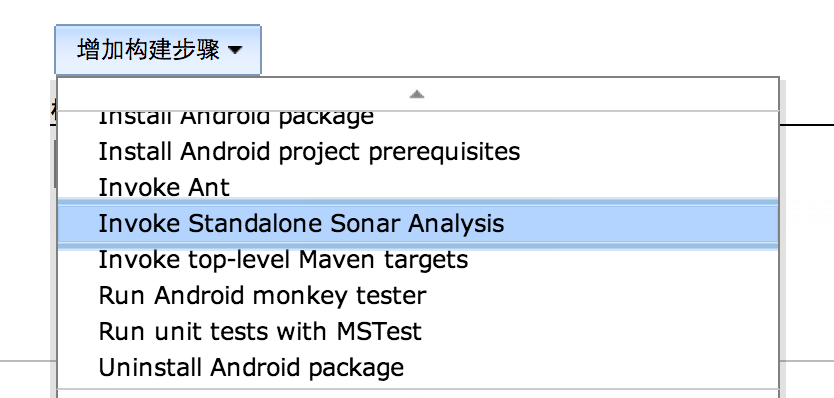 增加构建步骤
Install Android package
Install Android project prerequisites
Invoke Ant
Invoke Standalone Sonar Analysis
Invoke top-level Maven targets
Run Android monkey tester
Run unit tests with MSTest
Uninstall Android package